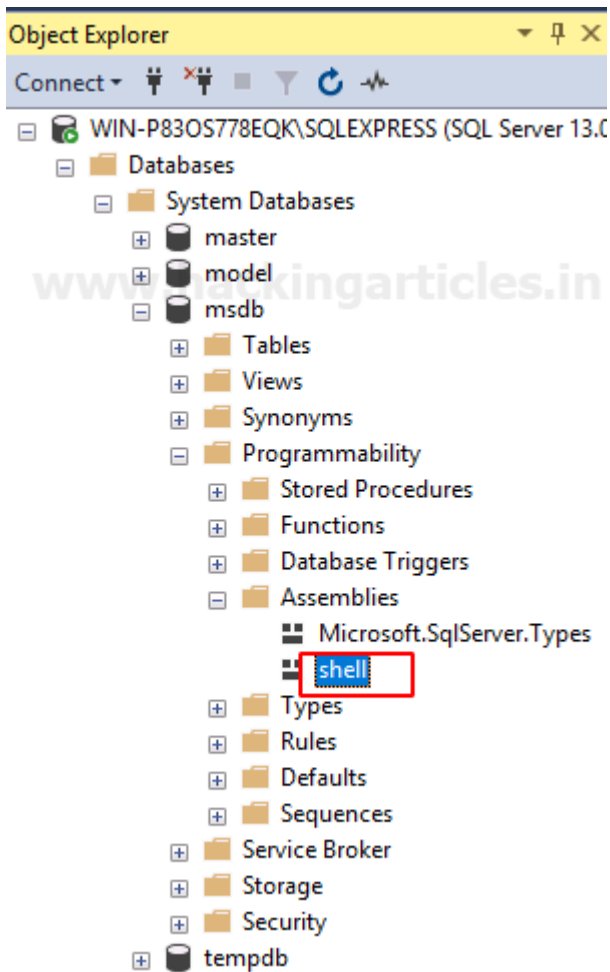 Object Explorer
Connect
WIN-P83OS778EQK\SQLEXPRESS (SQL Server 13.0
Databases
System Databases
master
model
www.hackingarticles.in
msdb
Tables
Views
Synonyms
Programmability
Stored Procedures
Functions
Database Triggers
Assemblies
Microsoft.SqlServer.Types
shell
Types
Rules
Defaults
Sequences
Service Broker
Storage
Security
tempdb